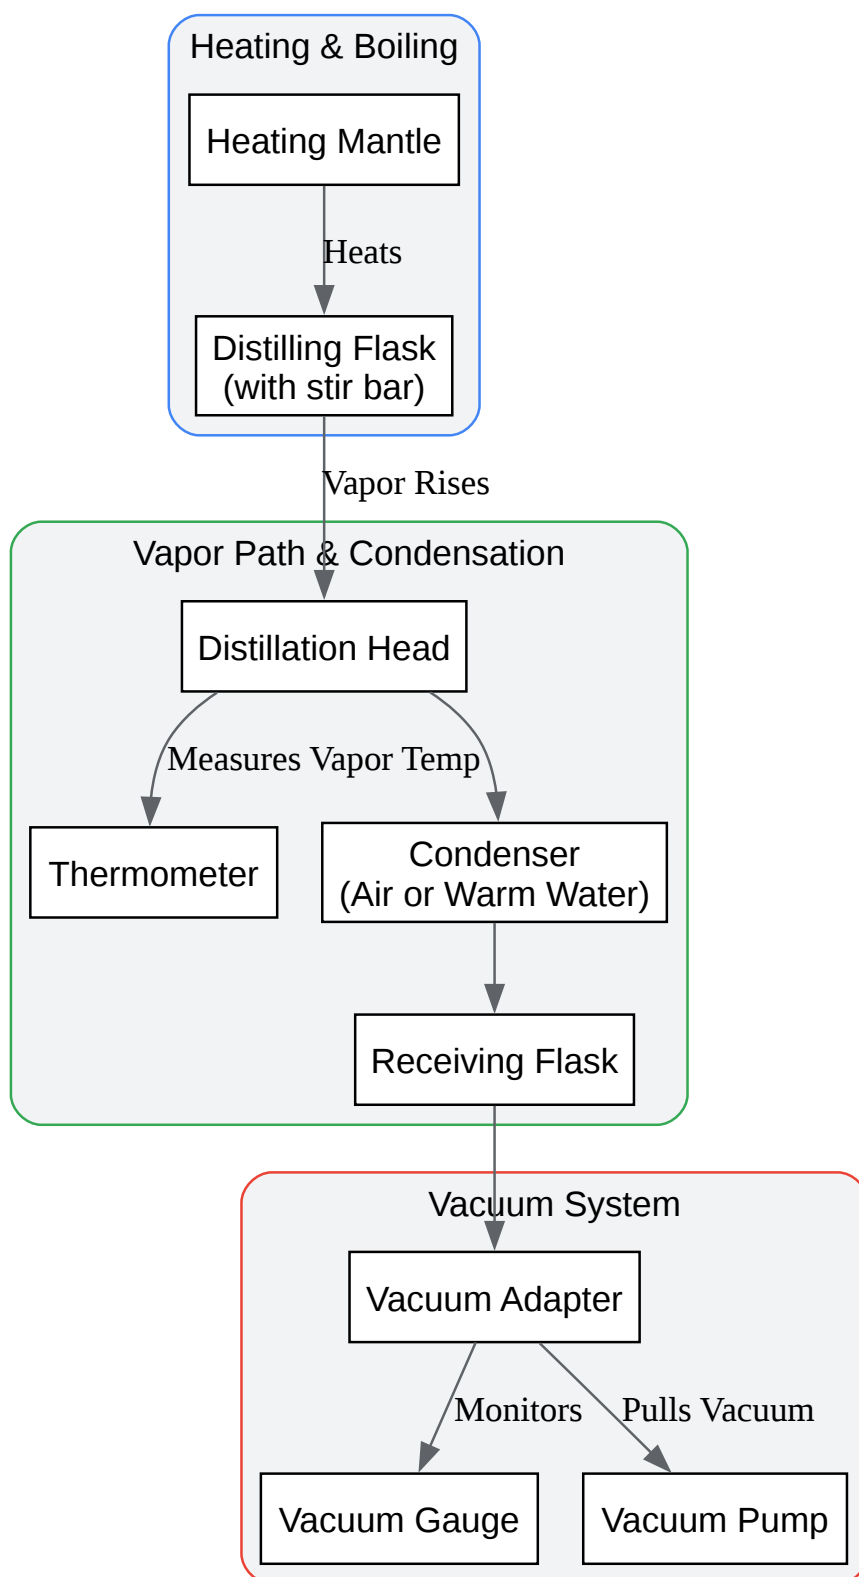 Heating & Boiling
Heating Mantle
Heats
Distilling Flask
(with stir bar)
Vapor Rises
Vapor Path & Condensation
Distillation Head
Measures Vapor Temp
Thermometer
Condenser
(Air or Warm Water)
Receiving Flask
Vacuum System
Vacuum Adapter
Monitors
Pulls Vacuum
Vacuum Gauge
Vacuum Pump